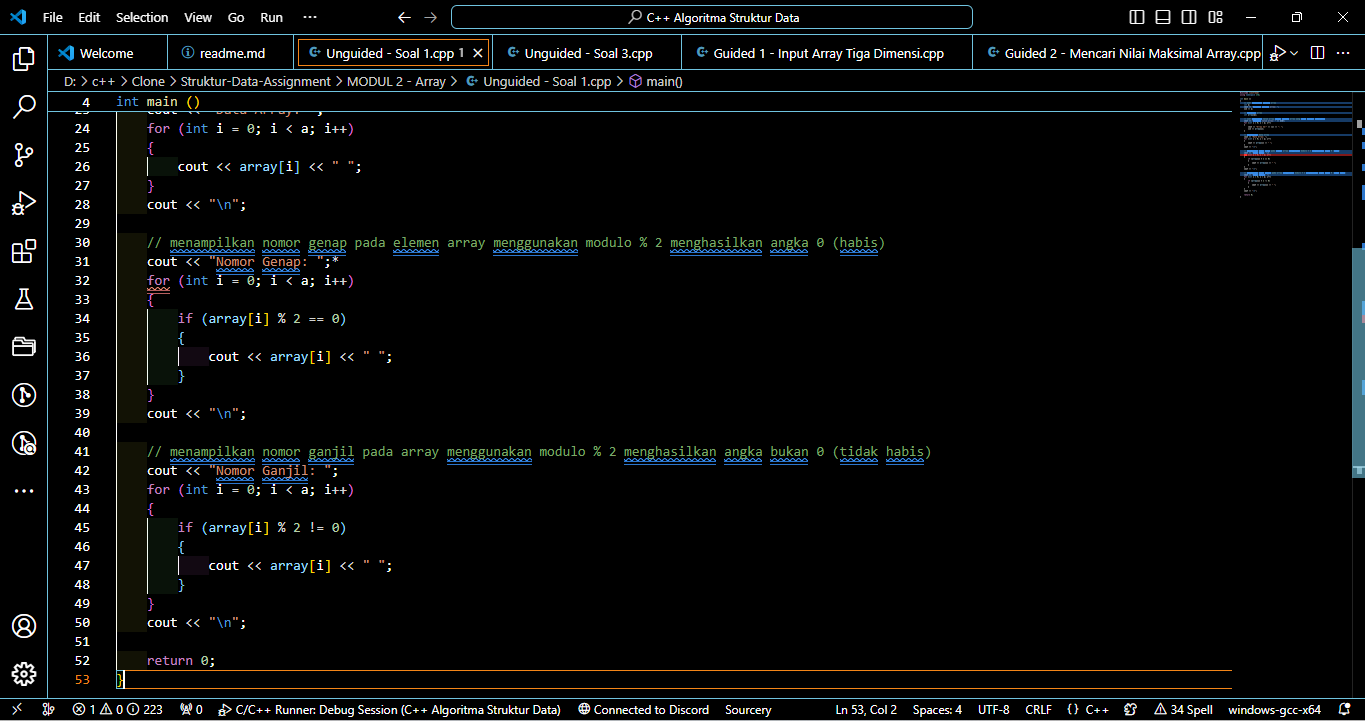 File Edit Selection View Go Run ··· C++ Algoritma Struktur Data
Welcome readme.md Unguided - Soal 1.cpp 1 Unguided - Soal 3.cpp Guided 1 - Input Array Tiga Dimensi.cpp Guided 2 - Mencari Nilai Maksimal Array.cpp
D: > c++ > Clone > Struktur-Data-Assignment > MODUL 2 - Array > Unguided - Soal 1.cpp > main()
4 int main ()
24 for (int i = 0; i < a; i++)
25 {
26 cout << array[i] << " ";
27 }
28 cout << "\n";
29
30 // menampilkan nomor genap pada elemen array menggunakan modulo % 2 menghasilkan angka 0 (habis)
31 cout << "Nomor Genap: ";*
32 for (int i = 0; i < a; i++)
33 {
34 if (array[i] % 2 == 0)
35 {
36 cout << array[i] << " ";
37 }
38 }
39 cout << "\n";
40
41 // menampilkan nomor ganjil pada array menggunakan modulo % 2 menghasilkan angka bukan 0 (tidak habis)
42 cout << "Nomor Ganjil: ";
43 for (int i = 0; i < a; i++)
44 {
45 if (array[i] % 2 != 0)
46 {
47 cout << array[i] << " ";
48 }
49 }
50 cout << "\n";
51
52 return 0;
53 }
1 0 223 0 C/C++ Runner: Debug Session (C++ Algoritma Struktur Data) Connected to Discord Sourcery Ln 53, Col 2 Spaces: 4 UTF-8 CRLF {} C++ 34 Spell windows-gcc-x64